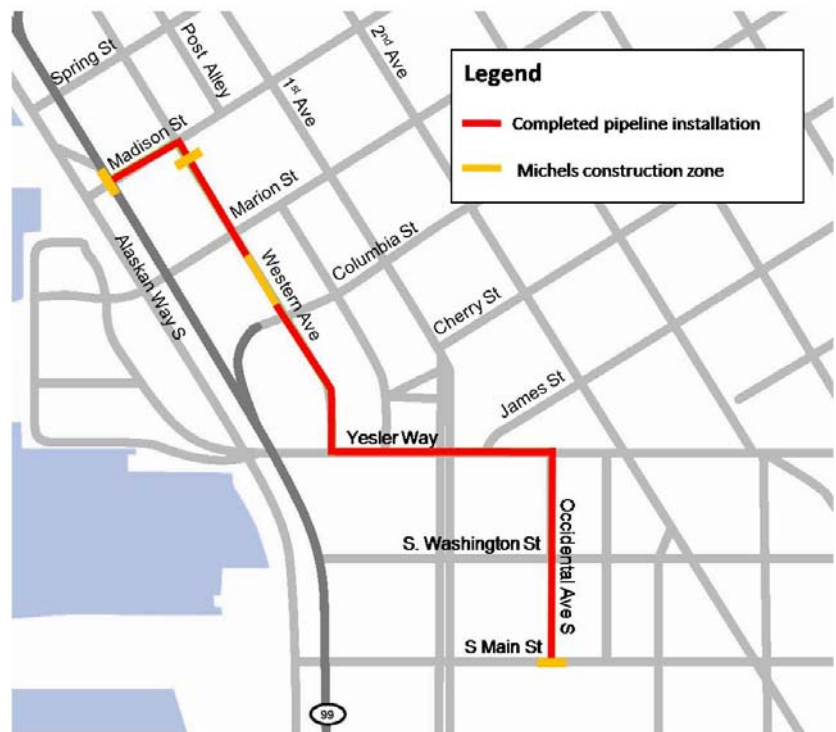 Spring St
Post Alley
2nd Ave
1st Ave
Legend
Completed pipeline installation
Michels construction zone
Madison St
Marion St
Alaskan Way S
Western Ave
Columbia St
Cherry St
James St
Yesler Way
S. Washington St
Occidental Ave S
S Main St
99